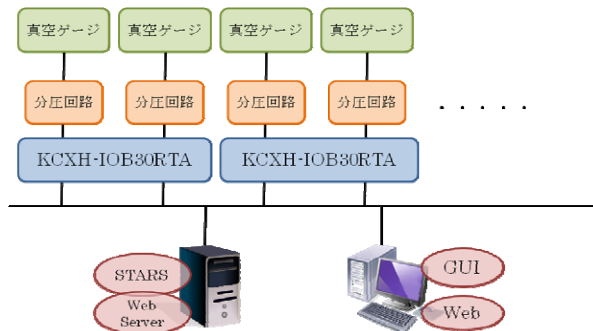 真空ゲージ 真空ゲージ 真空ゲージ 真空ゲージ
分圧回路 分圧回路 分圧回路 分圧回路 ・・・・・
KCXH-IOB30RTA KCXH-IOB30RTA
STARS
Web
Server
GUI
Web